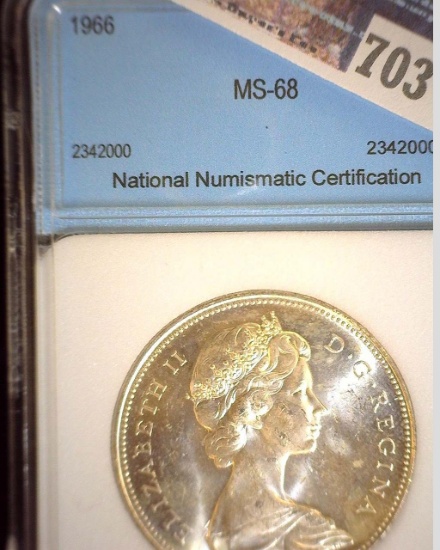 1966
703
MS-68
2342000
2342000
National Numismatic Certification
ELIZABETH II D·G·REGINA